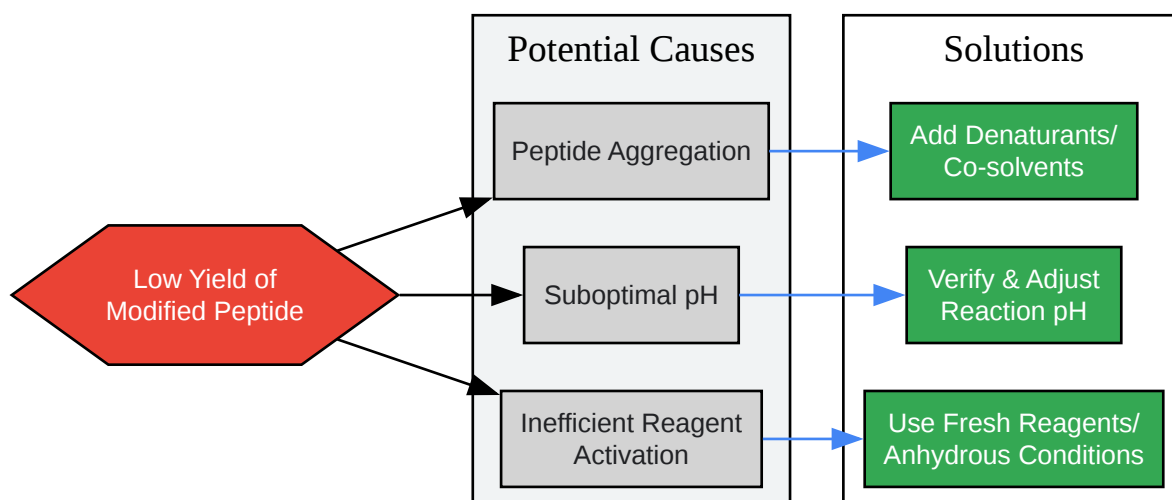 Potential Causes
Solutions
Peptide Aggregation
Add Denaturants/
Co-solvents
Low Yield of
Modified Peptide
Suboptimal pH
Verify & Adjust
Reaction pH
Inefficient Reagent
Activation
Use Fresh Reagents/
Anhydrous Conditions